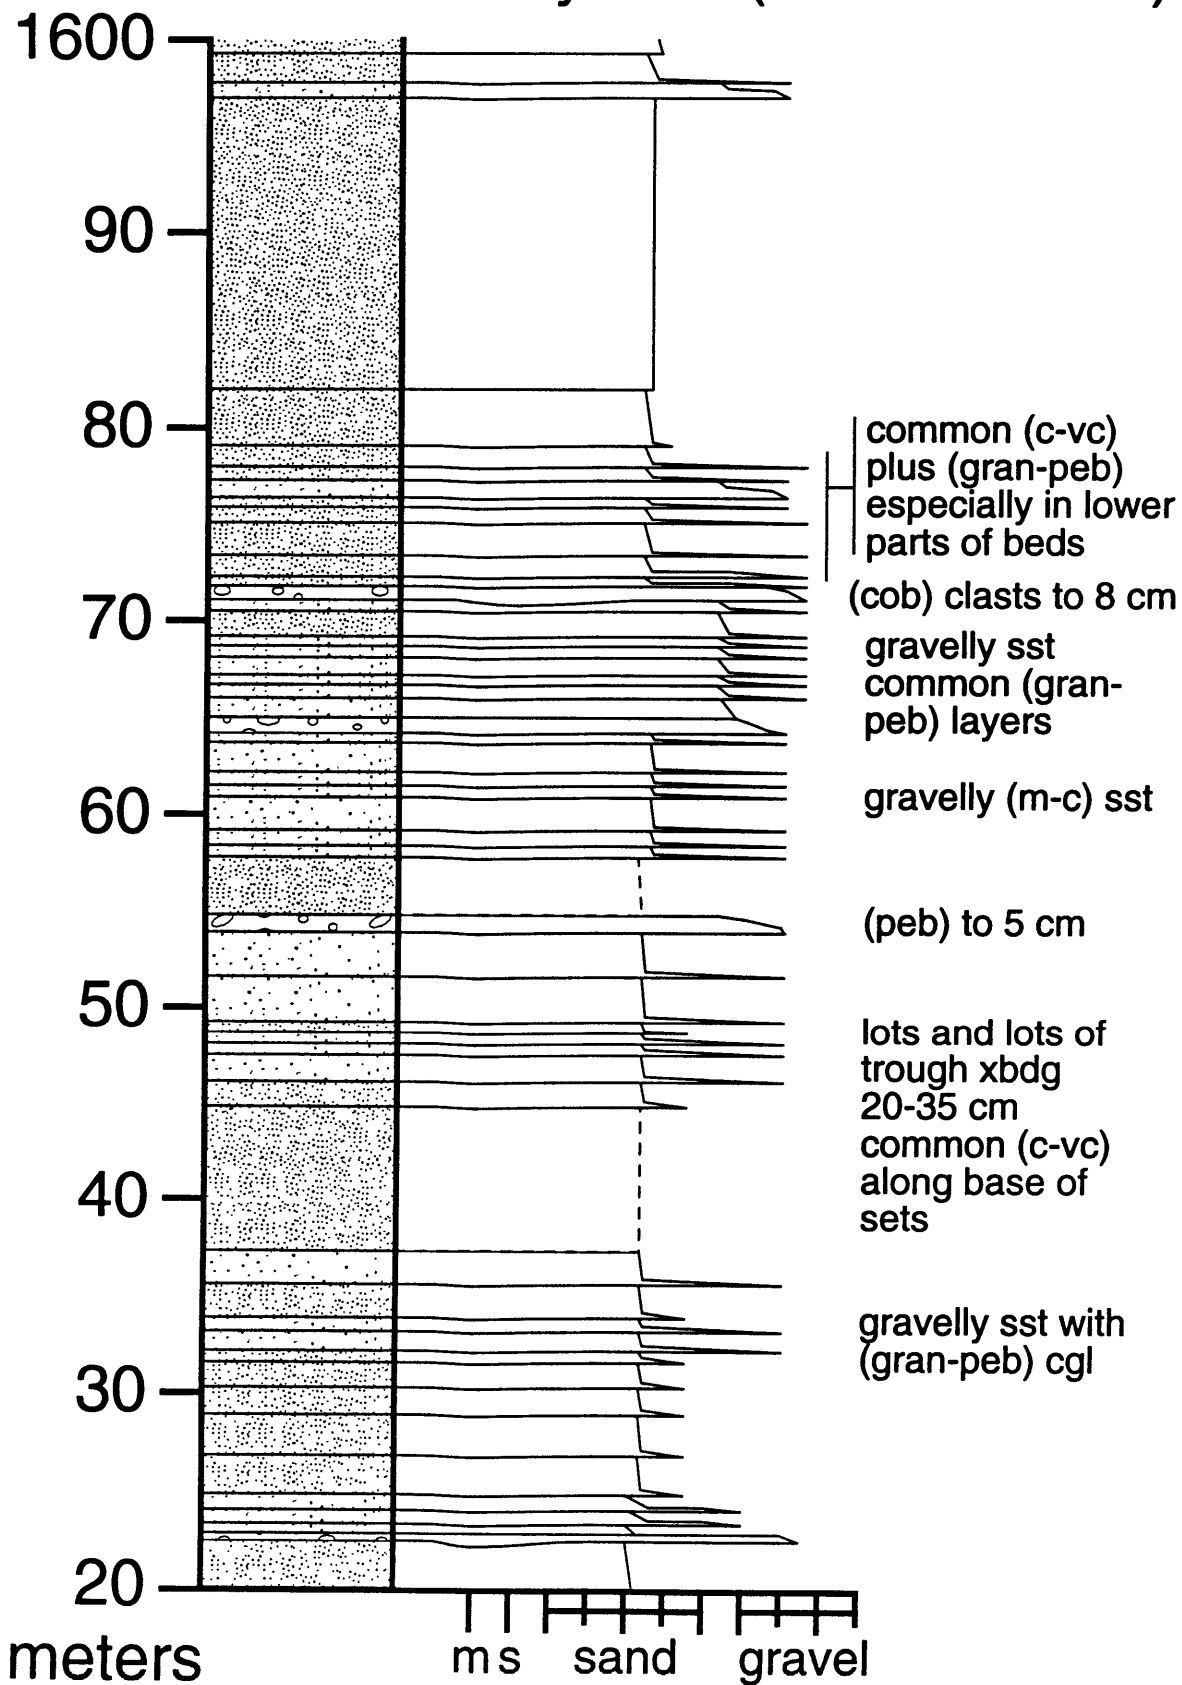 1600
90
80
common (c-vc)
plus (gran-peb)
especially in lower
parts of beds
(cob) clasts to 8 cm
70
gravelly sst
common (gran-
peb) layers
60
gravelly (m-c) sst
(peb) to 5 cm
50
lots and lots of
trough xbdg
20-35 cm
common (c-vc)
along base of
sets
40
gravelly sst with
(gran-peb) cgl
30
20
meters
m s sand gravel